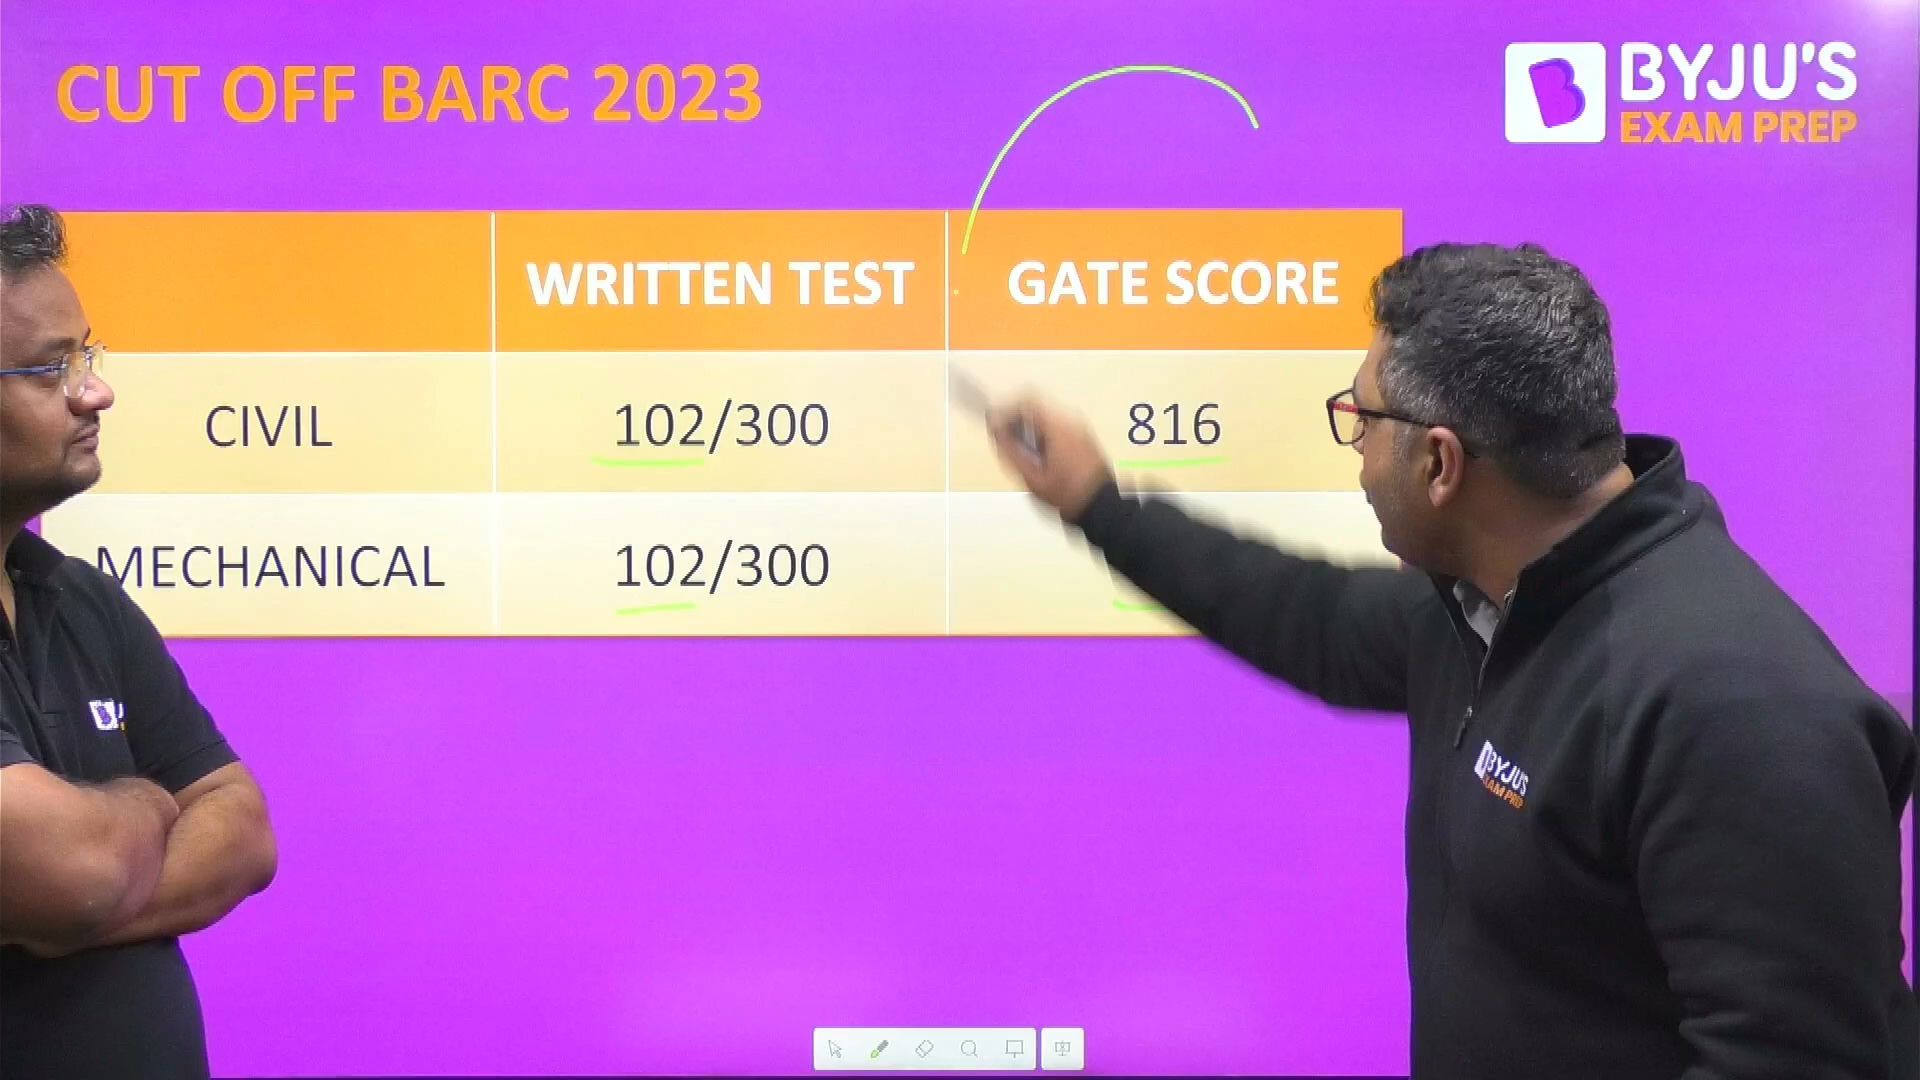 CUT OFF BARC 2023
BYJU'S
EXAM PREP
WRITTEN TEST GATE SCORE
CIVIL 102/300 816
MECHANICAL 102/300
BYJU'S
EXAM PREP